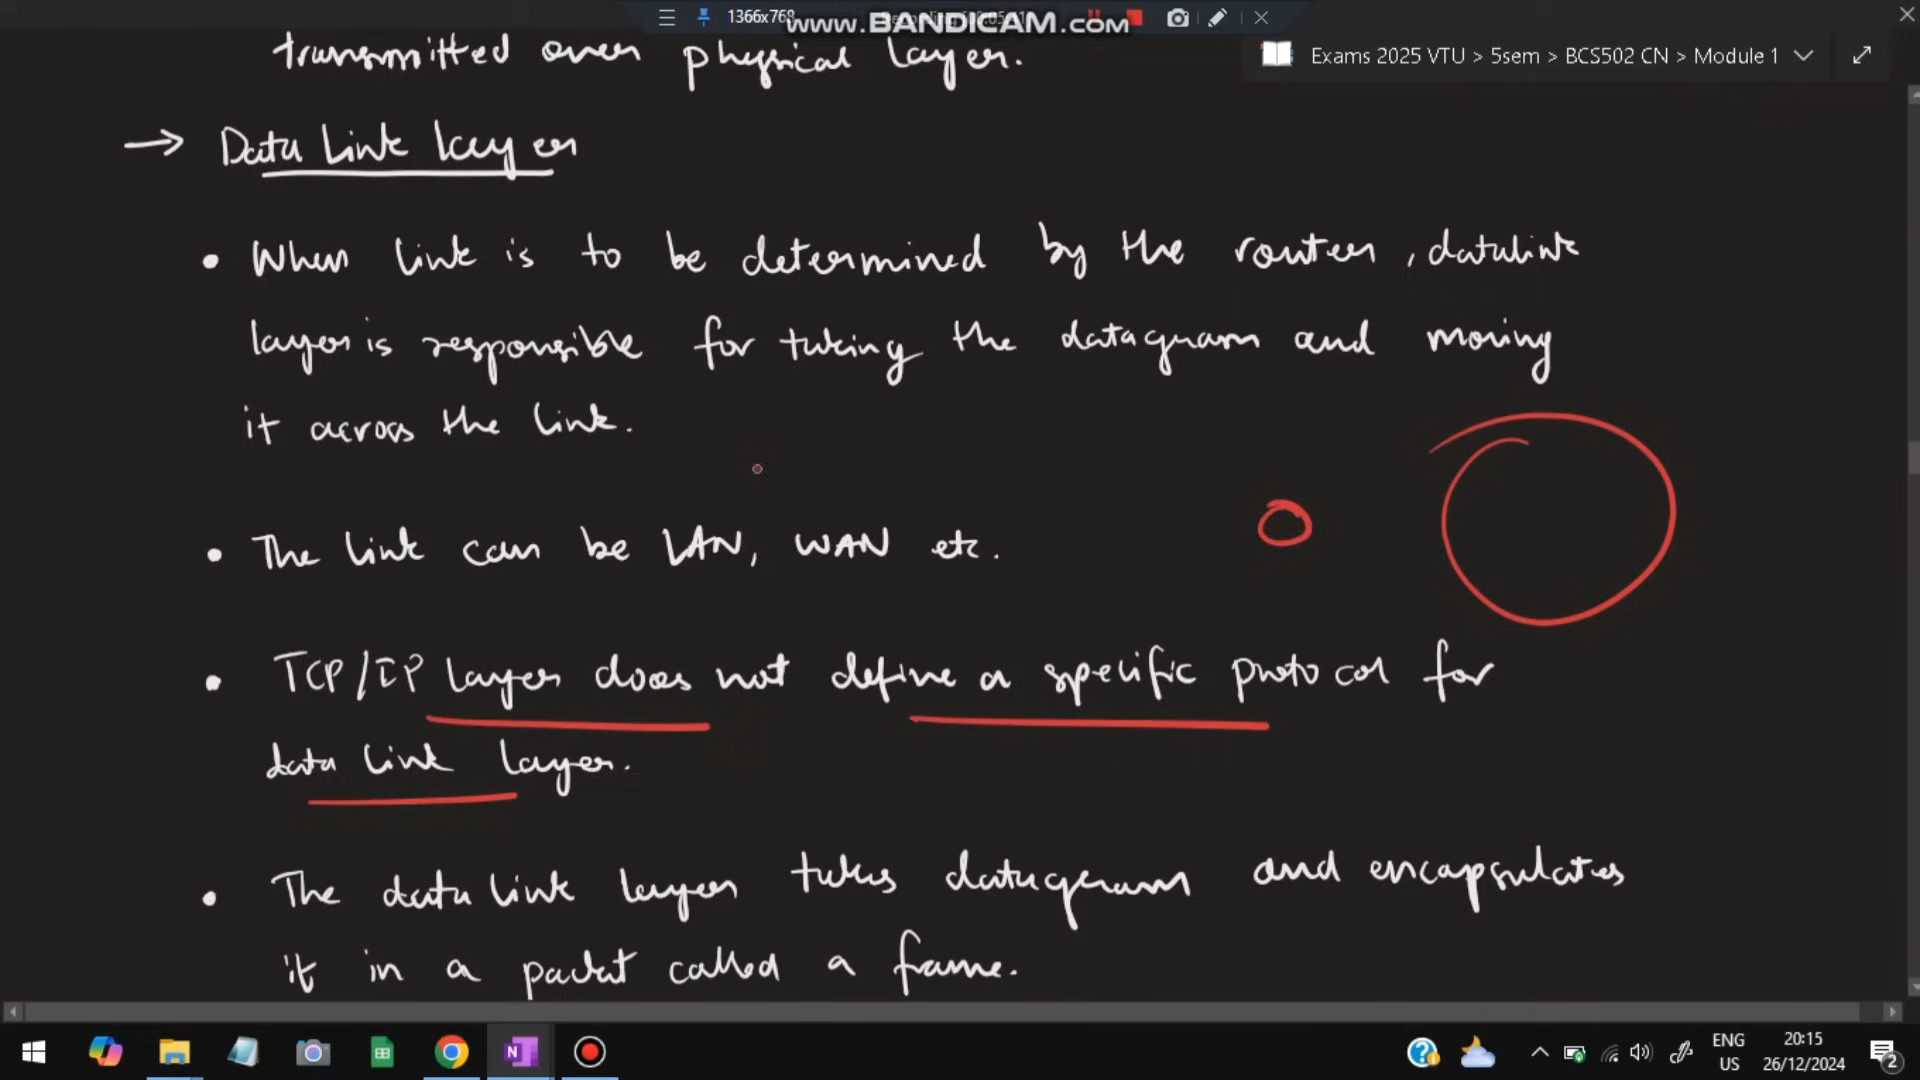 1366x768
www.BANDICAM.com
transmitted over physical layer.
Exams 2025 VTU > 5sem > BCS502 CN > Module 1
→ Data Link Layer
• When link is to be determined by the router, datalink
layer is responsible for taking the datagram and moving
it across the link.
• The link can be LAN, WAN etc.
• TCP/IP layer does not define a specific protocol for
data link layer.
• The data link layer takes datagram and encapsulates
it in a packet called a frame.
ENG
US
20:15
26/12/2024
2